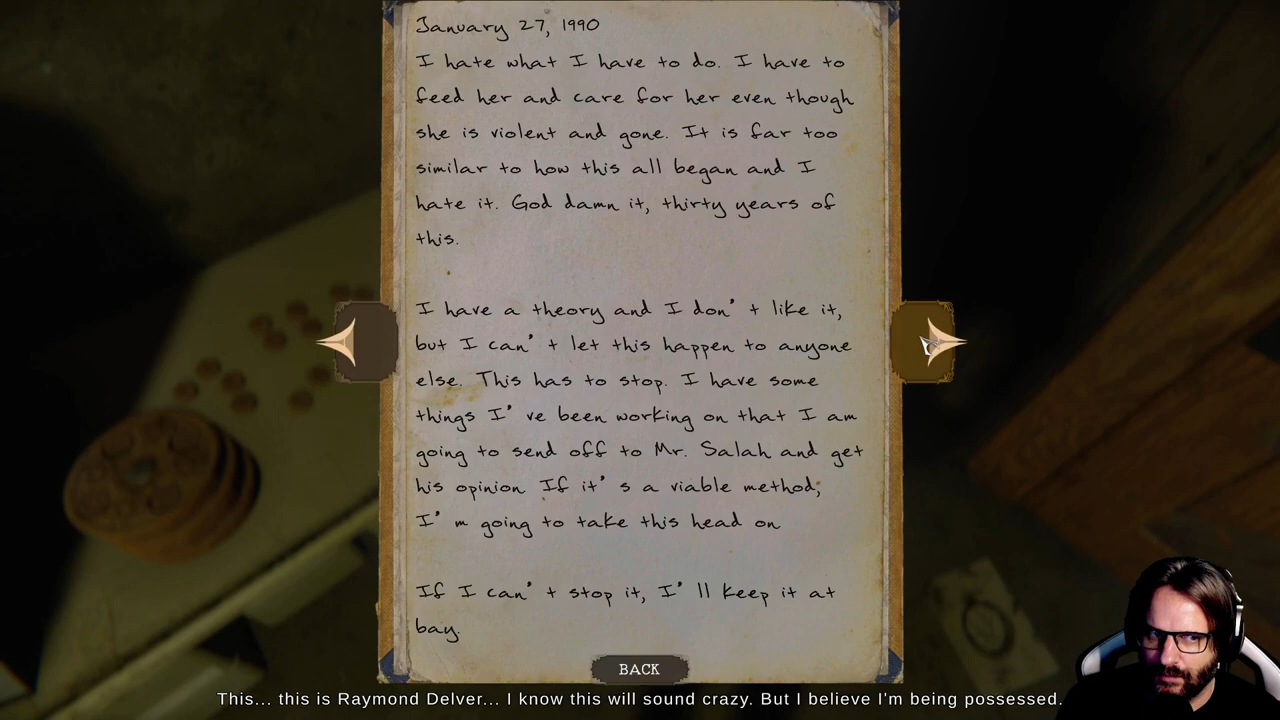 January 27, 1990
I hate what I have to do. I have to
feed her and care for her even though
she is violent and gone. It is far too
similar to how this all began and I
hate it. God damn it, thirty years of
this.
I have a theory and I don' t like it,
but I can' t let this happen to anyone
else. This has to stop. I have some
things I' ve been working on that I am
going to send off to Mr. Salah and get
his opinion If it' s a viable method,
I' m going to take this head on
If I can' t stop it, I' ll keep it at
bay.
BACK
This... this is Raymond Delver... I know this will sound crazy. But I believe I'm being possessed.